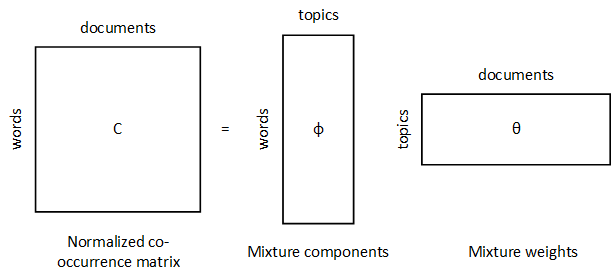 documents
words
C
Normalized co-
occurrence matrix
=
topics
words
ϕ
Mixture components
documents
topics
θ
Mixture weights